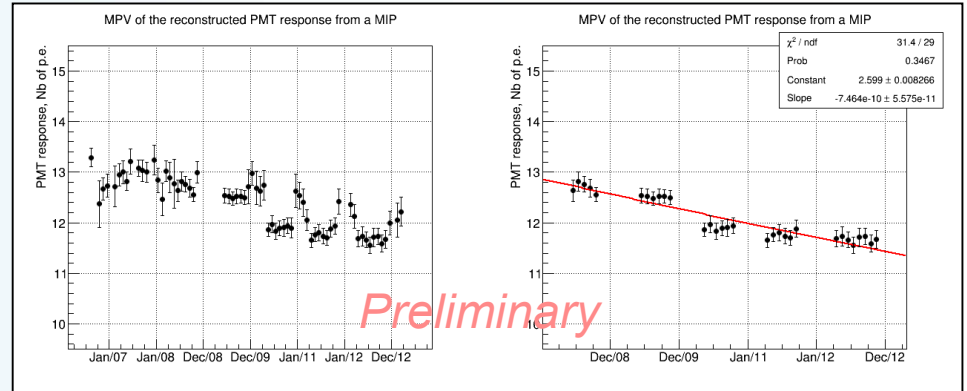 MPV of the reconstructed PMT response from a MIP
PMT response, Nb of p.e.
15
14
13
12
11
10
Jan/07 Jan/08 Dec/08 Dec/09 Jan/11 Jan/12 Dec/12
MPV of the reconstructed PMT response from a MIP
χ² / ndf 31.4 / 29
Prob 0.3467
Constant 2.599 ± 0.008266
Slope -7.464e-10 ± 5.575e-11
PMT response, Nb of p.e.
15
14
13
12
11
10
Dec/08 Dec/09 Jan/11 Jan/12 Dec/12
Preliminary